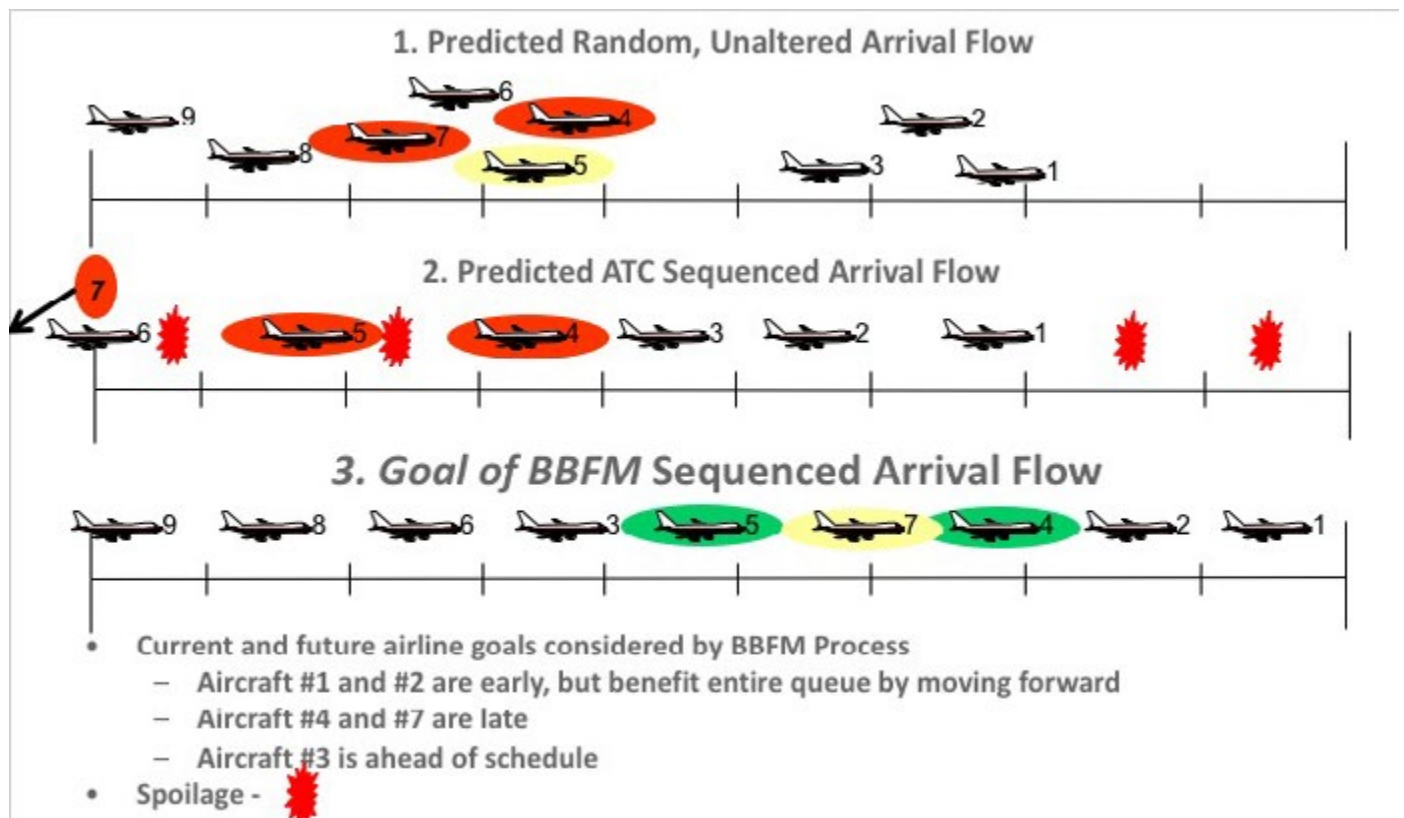 1. Predicted Random, Unaltered Arrival Flow
6
9 4 2
7
8 5 3 1
2. Predicted ATC Sequenced Arrival Flow
7
6 5 4 3 2 1
3. Goal of BBFM Sequenced Arrival Flow
9 8 6 3 5 7 4 2 1
• Current and future airline goals considered by BBFM Process
– Aircraft #1 and #2 are early, but benefit entire queue by moving forward
– Aircraft #4 and #7 are late
– Aircraft #3 is ahead of schedule
• Spoilage -